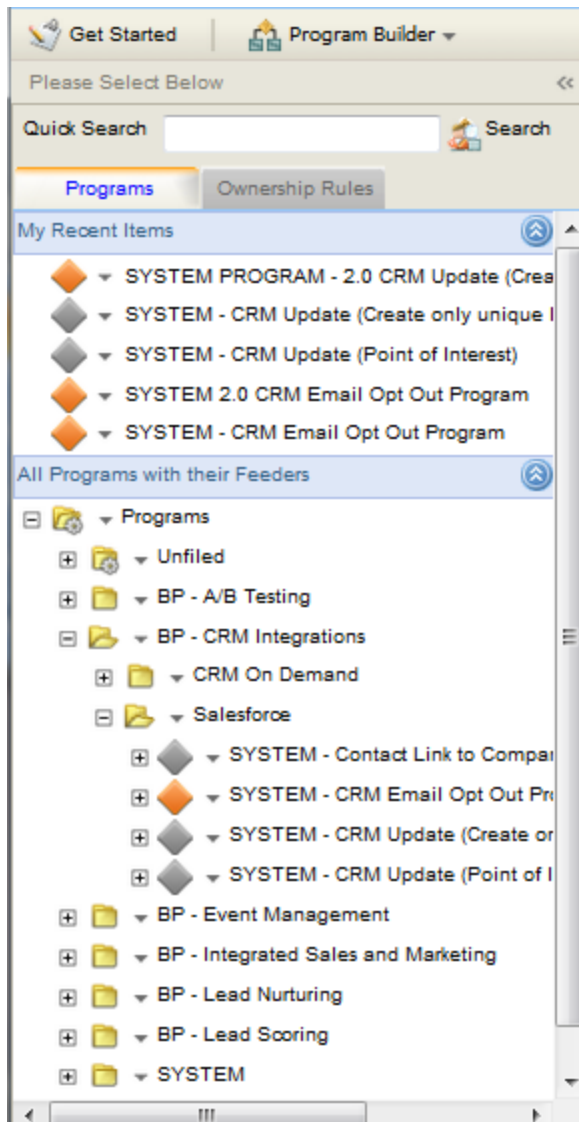 Get Started
Program Builder
Please Select Below
Quick Search
Search
Programs
Ownership Rules
My Recent Items
SYSTEM PROGRAM - 2.0 CRM Update (Crea
SYSTEM - CRM Update (Create only unique l
SYSTEM - CRM Update (Point of Interest)
SYSTEM 2.0 CRM Email Opt Out Program
SYSTEM - CRM Email Opt Out Program
All Programs with their Feeders
Programs
Unfiled
BP - A/B Testing
BP - CRM Integrations
CRM On Demand
Salesforce
SYSTEM - Contact Link to Compa
SYSTEM - CRM Email Opt Out Pr
SYSTEM - CRM Update (Create or
SYSTEM - CRM Update (Point of I
BP - Event Management
BP - Integrated Sales and Marketing
BP - Lead Nurturing
BP - Lead Scoring
SYSTEM